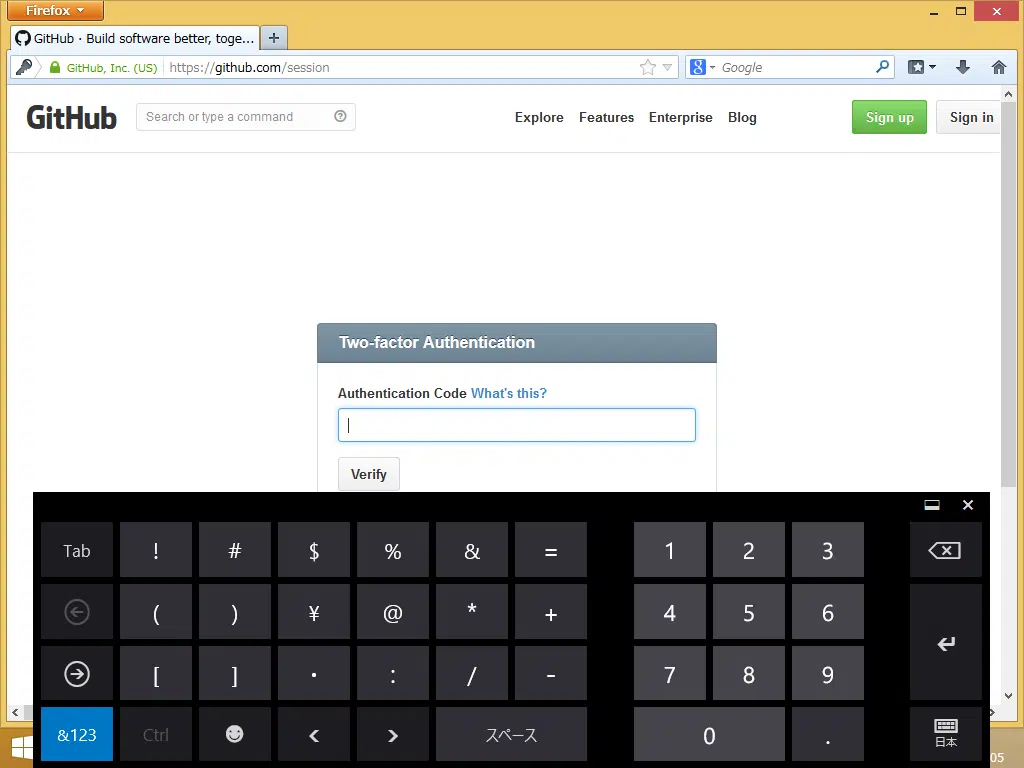 Firefox
GitHub · Build software better, toge...
GitHub, Inc. (US) https://github.com/session
Google
GitHub
Search or type a command
Explore Features Enterprise Blog
Sign up Sign in
Two-factor Authentication
Authentication Code What's this?
Verify
Tab ! # $ % & = 1 2 3
( ) ¥ @ * + 4 5 6
[ ] ・ : / - 7 8 9
&123 Ctrl < > スペース 0 . 日本
05